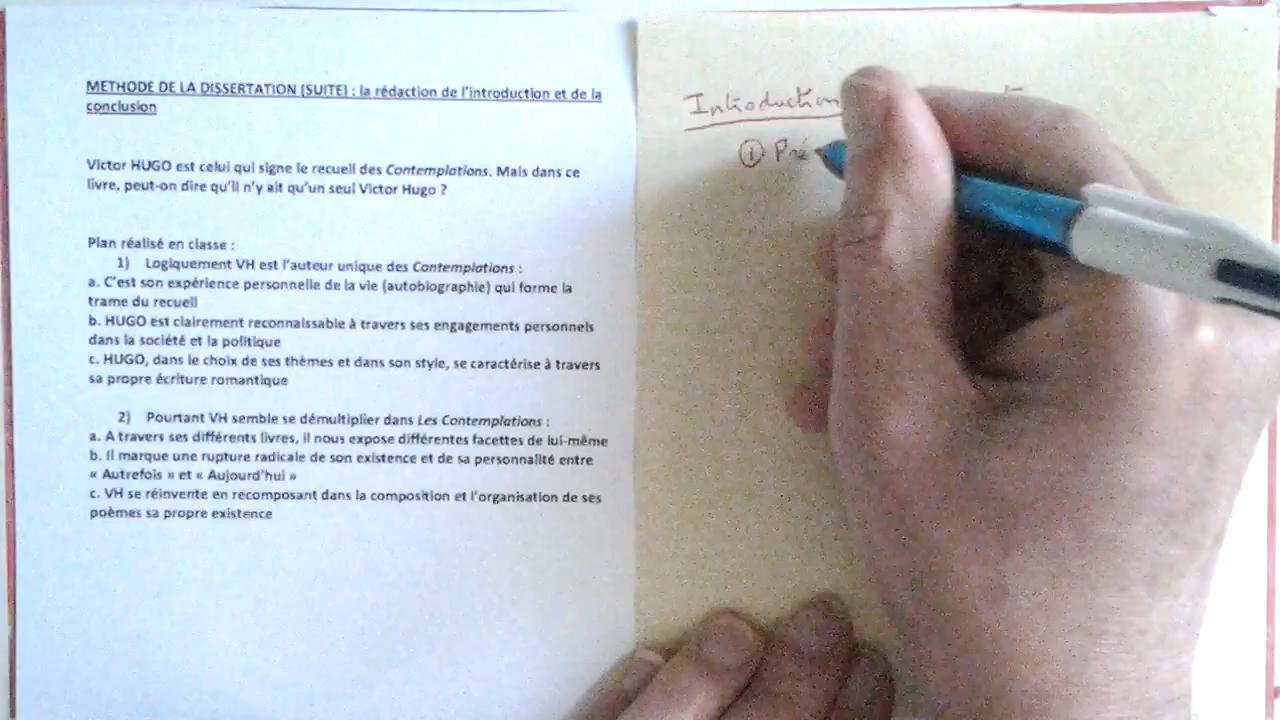 METHODE DE LA DISSERTATION (SUITE) : la rédaction de l'introduction et de la
conclusion
Victor HUGO est celui qui signe le recueil des Contemplations. Mais dans ce
livre, peut-on dire qu'il n'y ait qu'un seul Victor Hugo ?
Plan réalisé en classe :
1) Logiquement VH est l'auteur unique des Contemplations :
a. C'est son expérience personnelle de la vie (autobiographie) qui forme la
trame du recueil
b. HUGO est clairement reconnaissable à travers ses engagements personnels
dans la société et la politique
c. HUGO, dans le choix de ses thèmes et dans son style, se caractérise à travers
sa propre écriture romantique
2) Pourtant VH semble se démultiplier dans Les Contemplations :
a. A travers ses différents livres, il nous expose différentes facettes de lui-même
b. Il marque une rupture radicale de son existence et de sa personnalité entre
« Autrefois » et « Aujourd'hui »
c. VH se réinvente en recomposant dans la composition et l'organisation de ses
poèmes sa propre existence
Introduction
① Pré